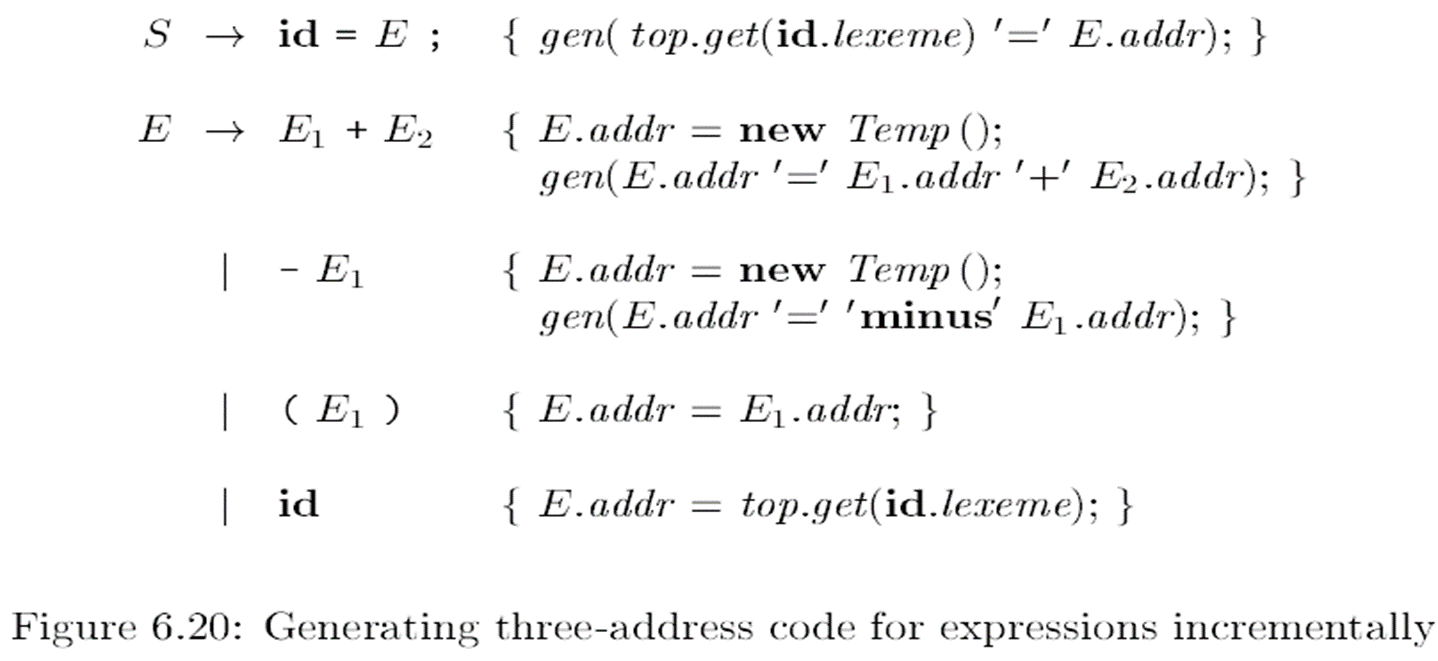 S → id = E ; { gen( top.get(id.lexeme) '=' E.addr); }
E → E₁ + E₂ { E.addr = new Temp();
gen(E.addr '=' E₁.addr '+' E₂.addr); }
| - E₁ { E.addr = new Temp();
gen(E.addr '=' 'minus' E₁.addr); }
| ( E₁ ) { E.addr = E₁.addr; }
| id { E.addr = top.get(id.lexeme); }
Figure 6.20: Generating three-address code for expressions incrementally